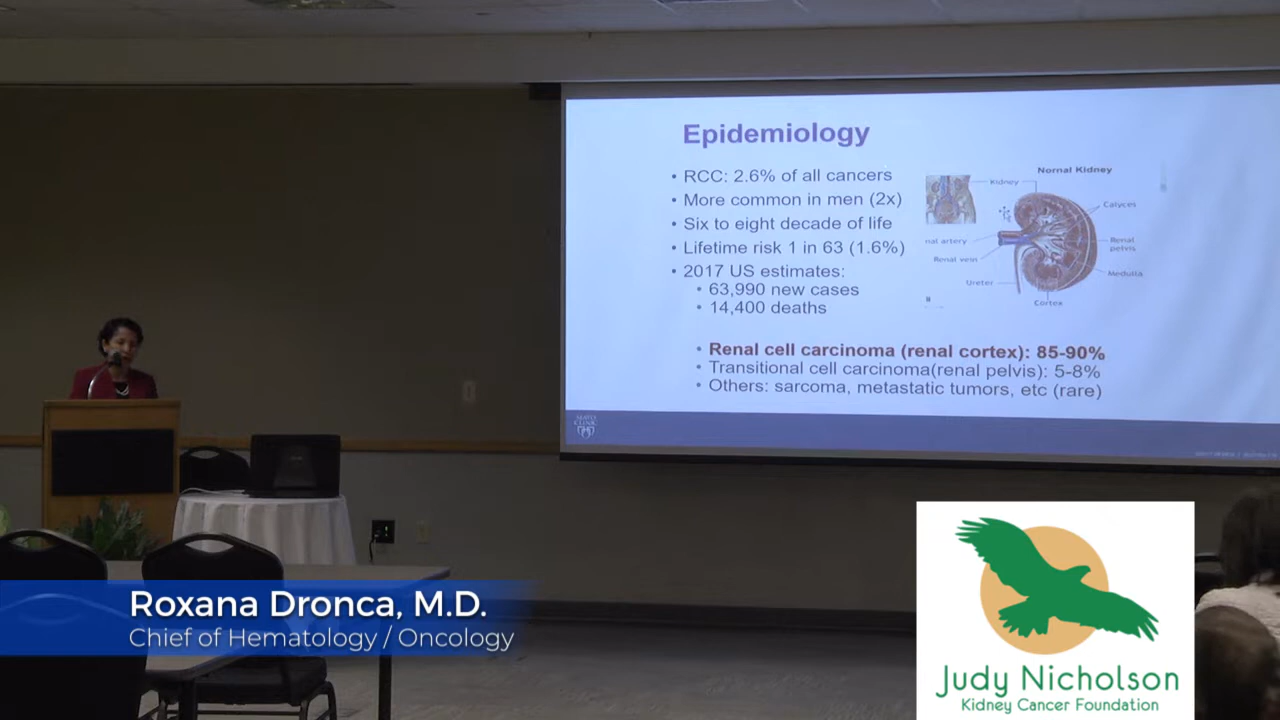 Epidemiology
• RCC: 2.6% of all cancers
• More common in men (2x)
• Six to eight decade of life
• Lifetime risk 1 in 63 (1.6%)
• 2017 US estimates:
• 63,990 new cases
• 14,400 deaths
• Renal cell carcinoma (renal cortex): 85-90%
• Transitional cell carcinoma(renal pelvis): 5-8%
• Others: sarcoma, metastatic tumors, etc (rare)
Nornal Kidney
Kidney
Calyces
nal artery
Renal pelvis
Renal vein
Medulla
Ureter
Cortex
MAYO
CLINIC
Roxana Dronca, M.D.
Chief of Hematology / Oncology
Judy Nicholson
Kidney Cancer Foundation